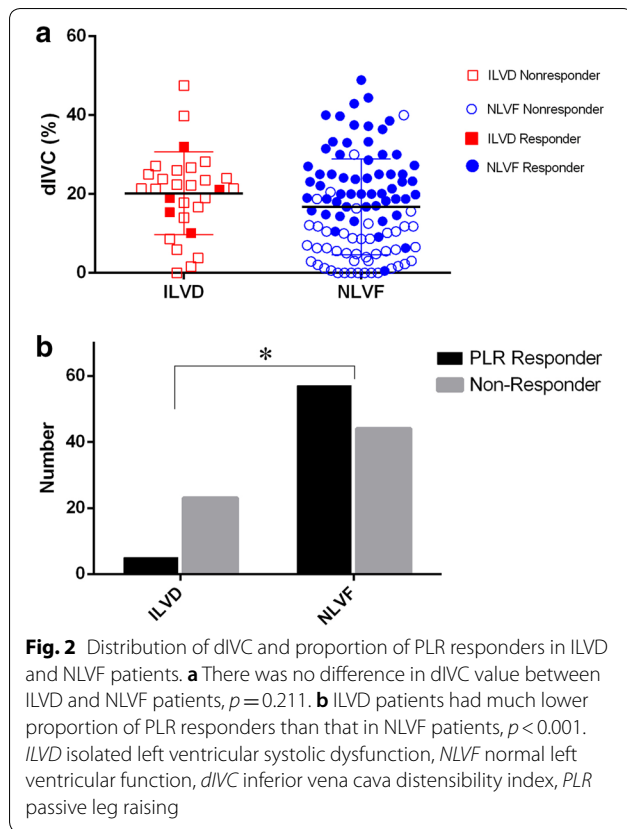 a
60
40
20
0
dIVC (%)
ILVD
NLVF
ILVD Nonresponder
NLVF Nonresponder
ILVD Responder
NLVF Responder
b
*
60
40
20
0
Number
ILVD
NLVF
PLR Responder
Non-Responder
Fig. 2 Distribution of dIVC and proportion of PLR responders in ILVD
and NLVF patients. a There was no difference in dIVC value between
ILVD and NLVF patients, p = 0.211. b ILVD patients had much lower
proportion of PLR responders than that in NLVF patients, p < 0.001.
ILVD isolated left ventricular systolic dysfunction, NLVF normal left
ventricular function, dIVC inferior vena cava distensibility index, PLR
passive leg raising